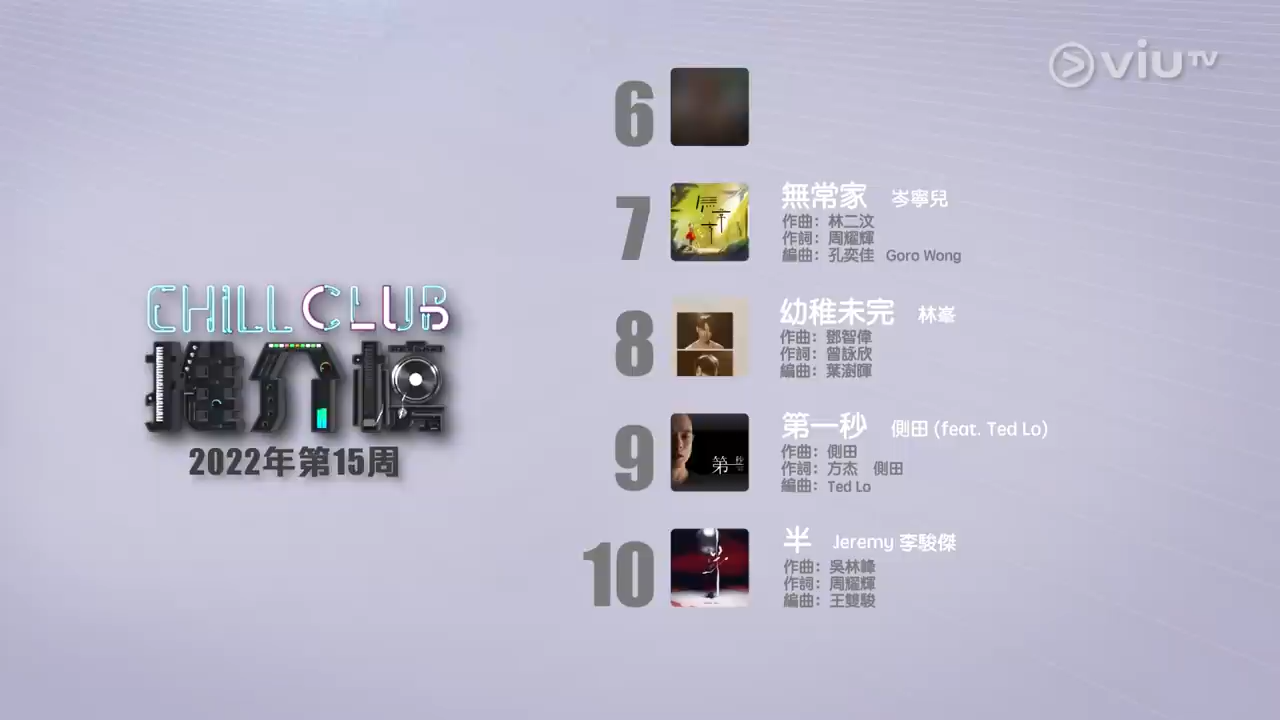 viuTV
6
7
無常家 岑寧兒
作曲：林二汶
作詞：周耀輝
編曲：孔奕佳 Goro Wong
8
幼稚未完 林峯
作曲：鄧智偉
作詞：曾詠欣
編曲：葉澍暉
CHILL CLUB
推介榜
2022年第15周
9
第一秒 側田 (feat. Ted Lo)
作曲：側田
作詞：方杰 側田
編曲：Ted Lo
第一秒
10
半 Jeremy 李駿傑
作曲：吳林峰
作詞：周耀輝
編曲：王雙駿